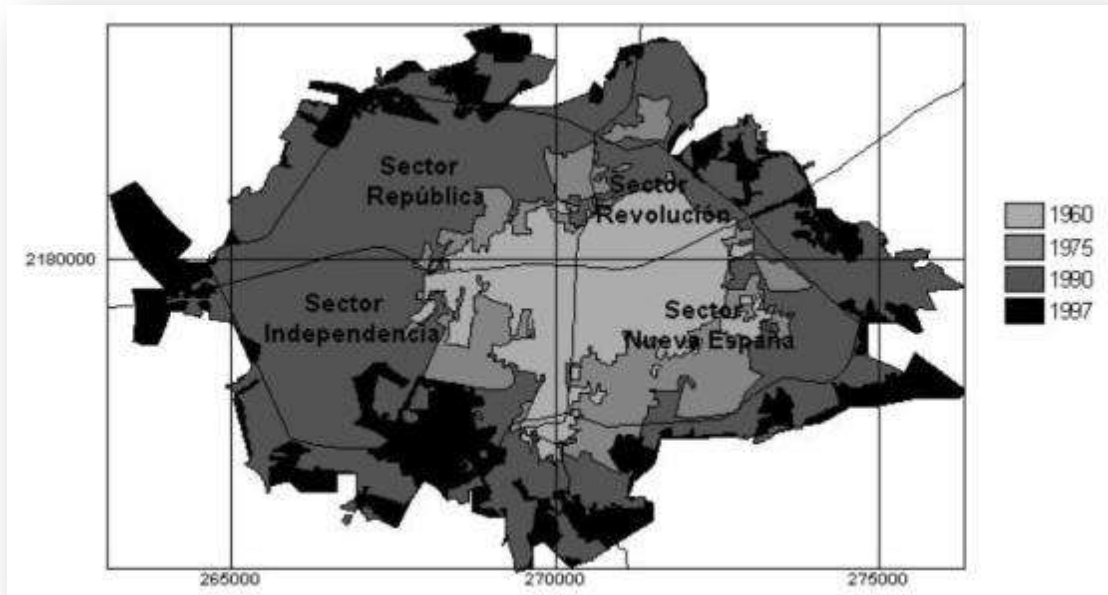 Sector
República
Sector
Revolución
1960
1975
1990
1997
2180000
Sector
Independencia
Sector
Nueva España
265000
270000
275000